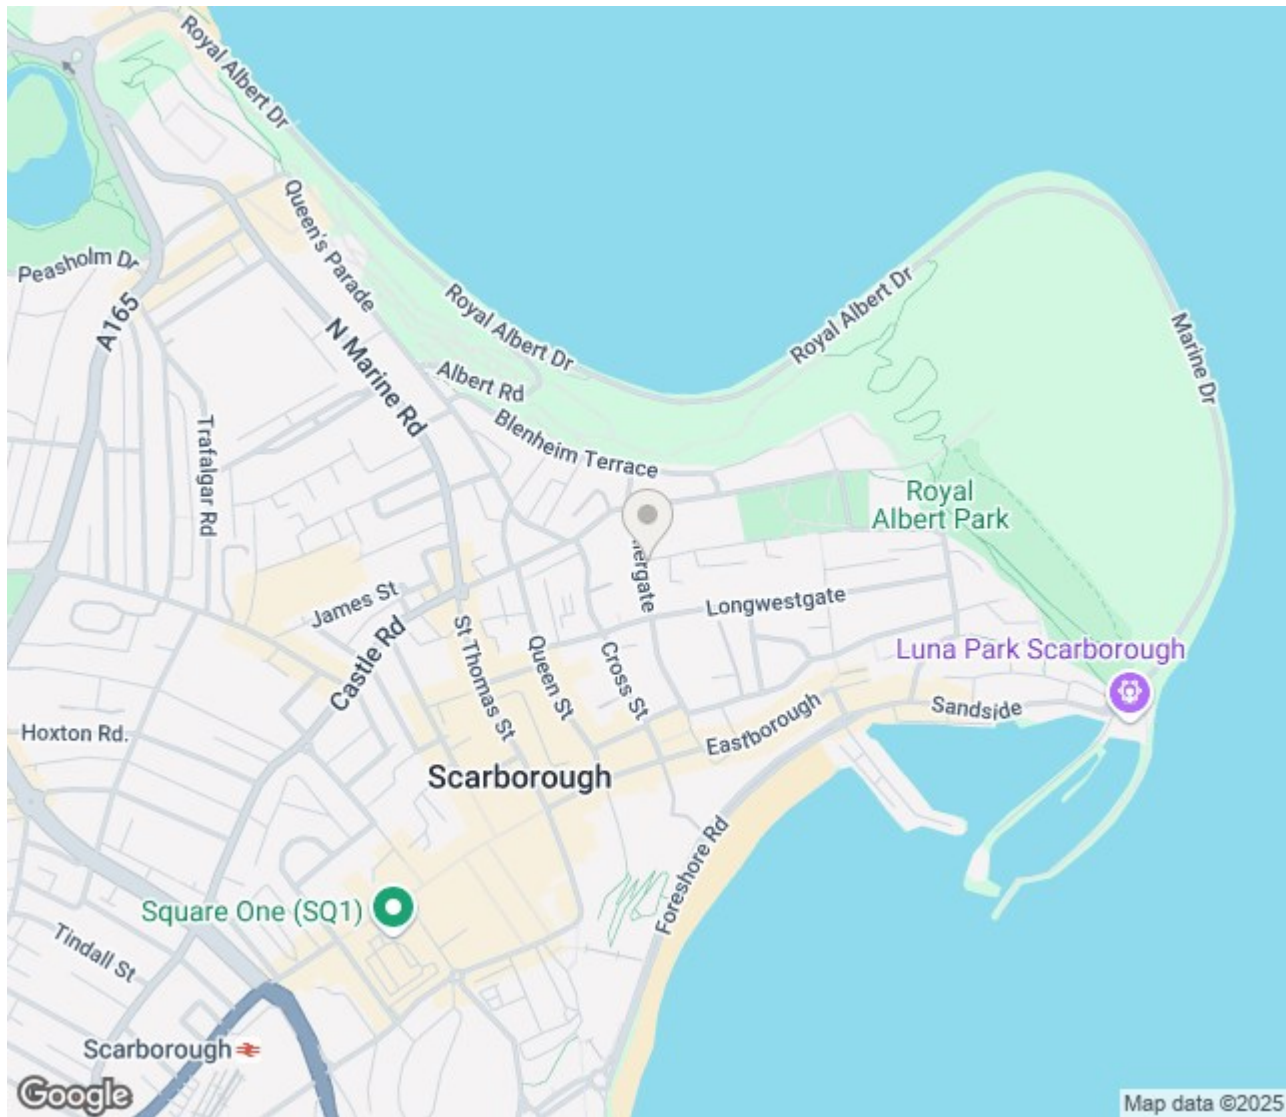 Royal Albert Dr
Queen's Parade
Peasholm Dr
A165
N Marine Rd
Royal Albert Dr
Royal Albert Dr
Marine Dr
Albert Rd
Blenheim Terrace
Trafalgar Rd
Royal
Albert Park
James St
Longwestgate
Castle Rd
St Thomas St
Queen St
Cross St
Luna Park Scarborough
Sandside
Eastborough
Hoxton Rd.
Scarborough
Foreshore Rd
Square One (SQ1)
Tindall St
Scarborough
Google
Map data ©2025